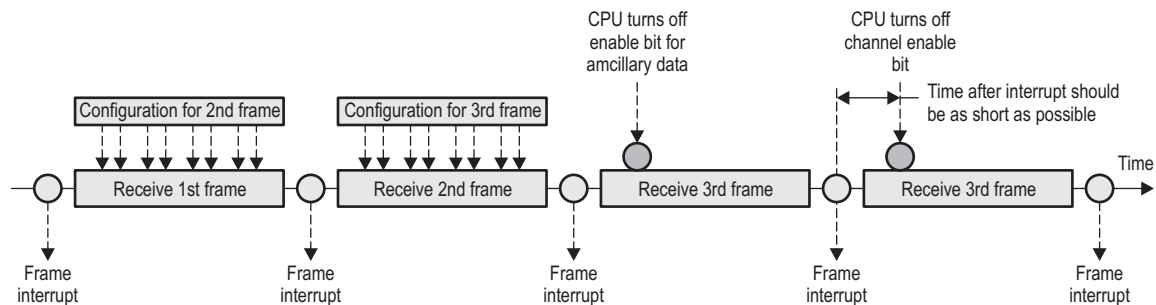 CPU turns off
enable bit for
amcillary data
CPU turns off
channel enable
bit
Time after interrupt should
be as short as possible
Configuration for 2nd frame
Configuration for 3rd frame
Receive 1st frame
Receive 2nd frame
Receive 3rd frame
Receive 3rd frame
Time
Frame
interrupt
Frame
interrupt
Frame
interrupt
Frame
interrupt
Frame
interrupt